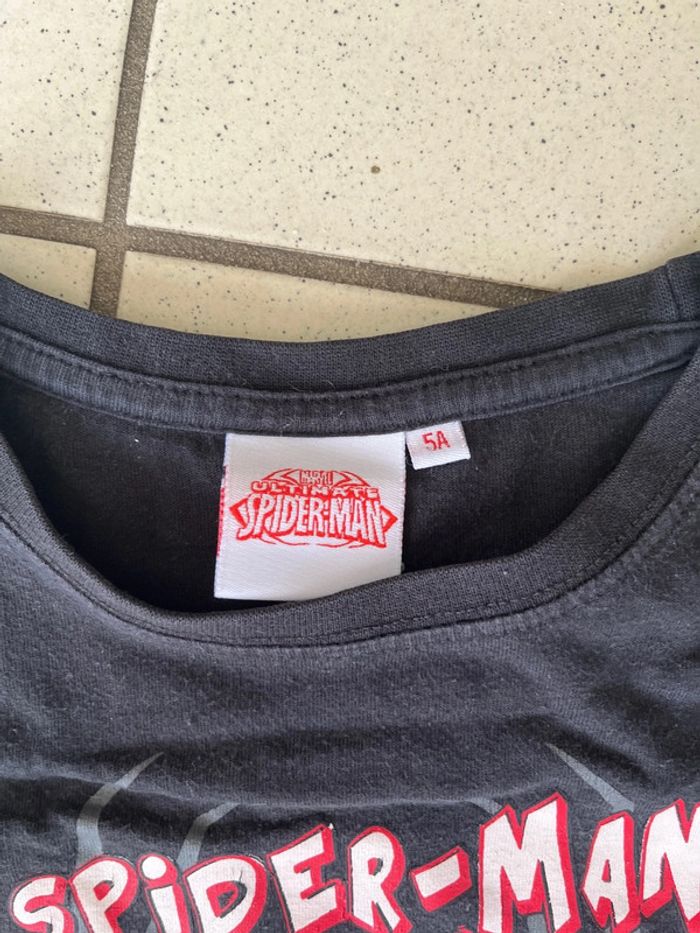 ULTIMATE
SPIDER-MAN
5A
SPiDER-MAN